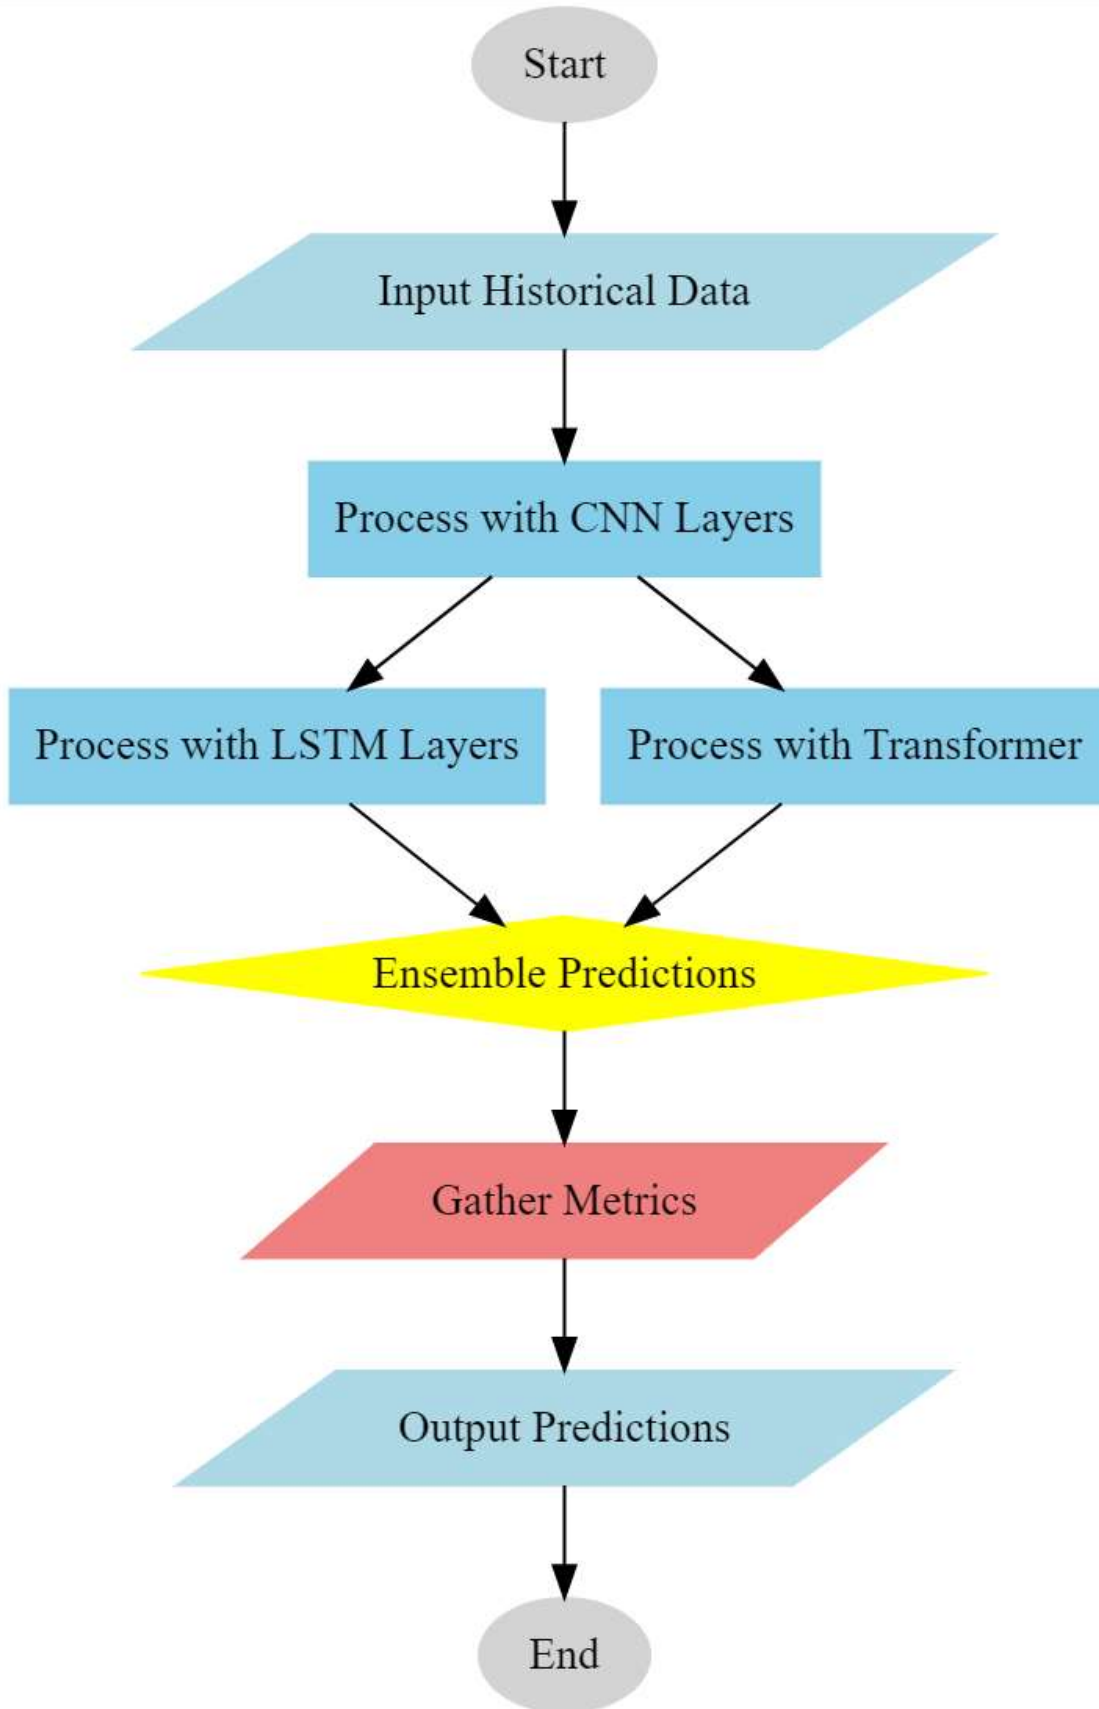 Start
Input Historical Data
Process with CNN Layers
Process with LSTM Layers
Process with Transformer
Ensemble Predictions
Gather Metrics
Output Predictions
End